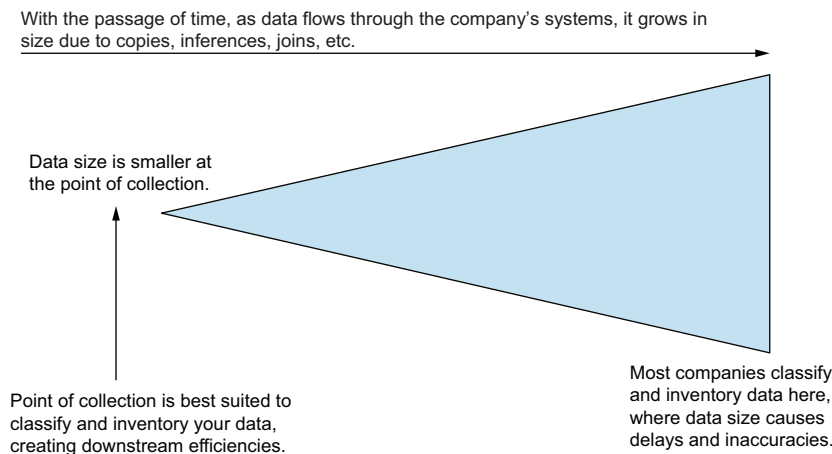 With the passage of time, as data flows through the company’s systems, it grows in
size due to copies, inferences, joins, etc.
Data size is smaller at
the point of collection.
Point of collection is best suited to
classify and inventory your data,
creating downstream efficiencies.
Most companies classify
and inventory data here,
where data size causes
delays and inaccuracies.